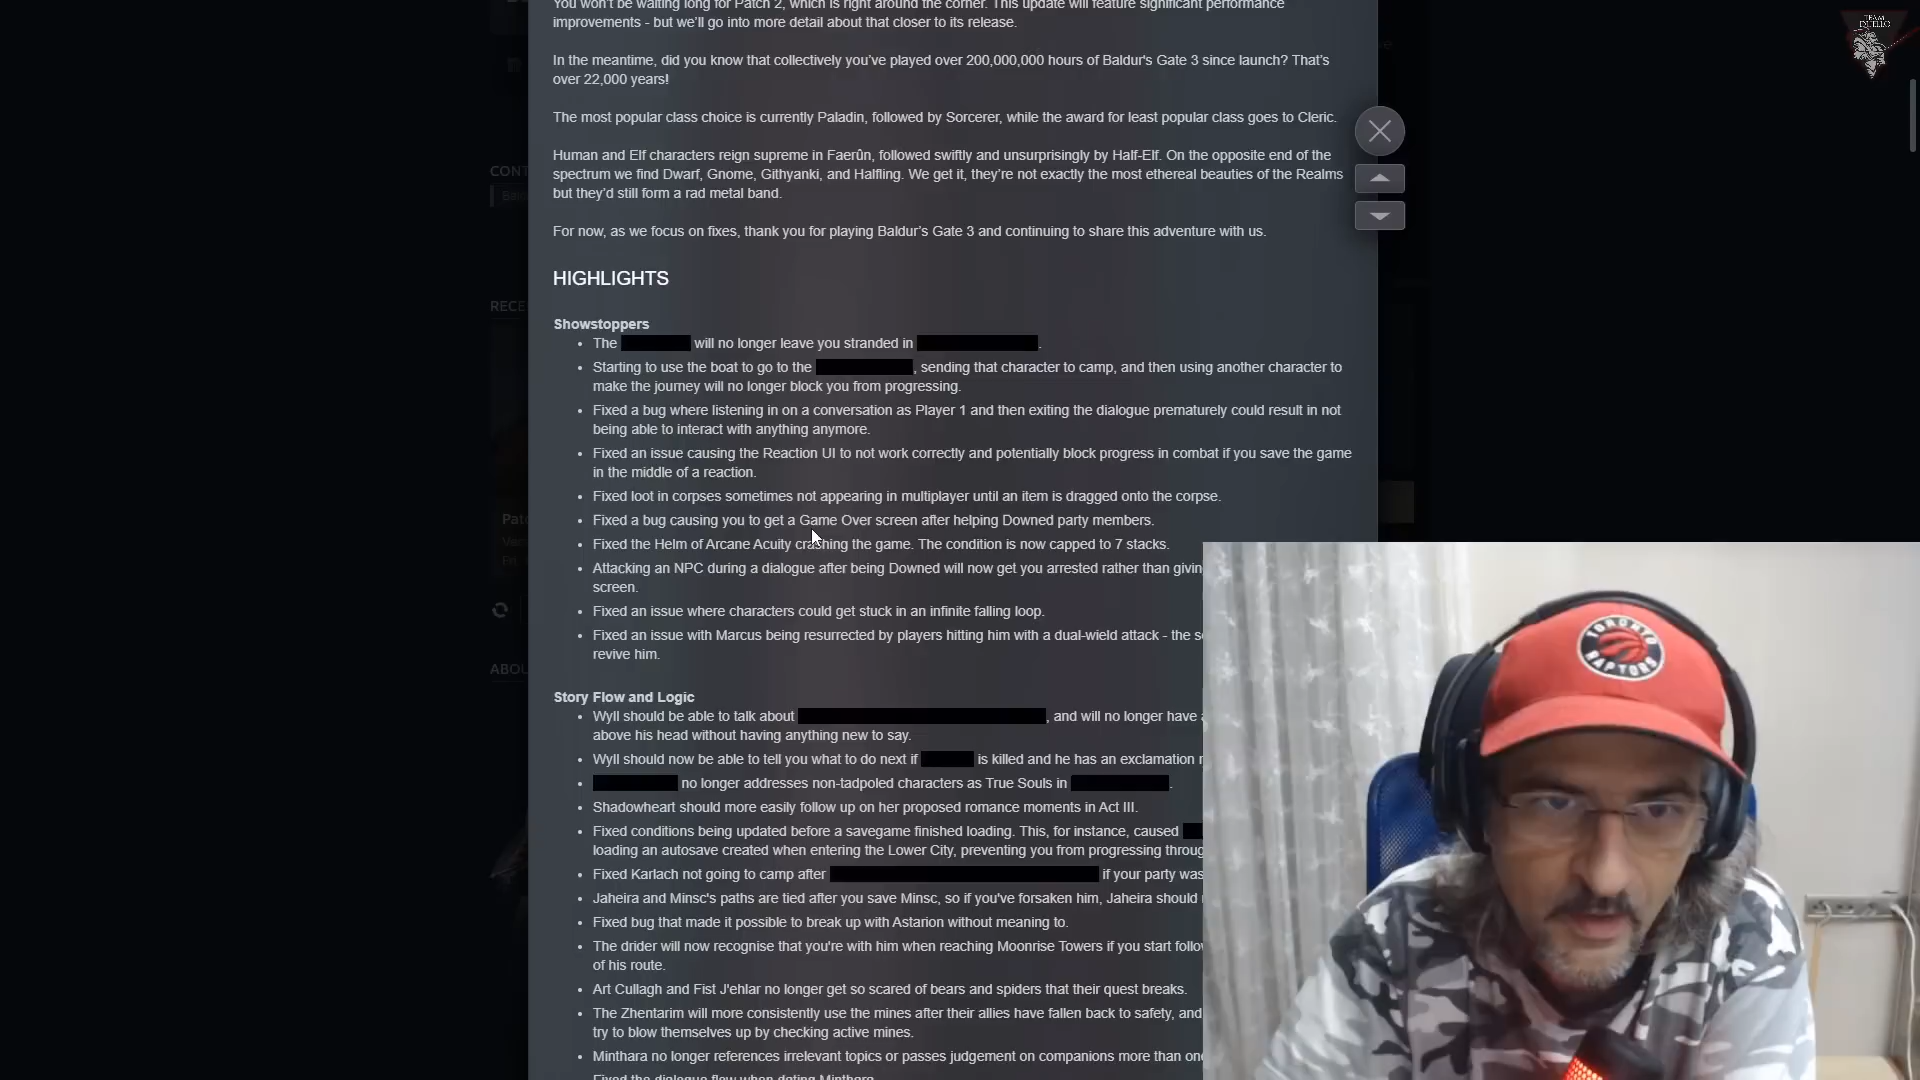 You won't be waiting long for Patch 2, which is right around the corner. This update will feature significant performance
improvements - but we'll go into more detail about that closer to its release.
In the meantime, did you know that collectively you've played over 200,000,000 hours of Baldur's Gate 3 since launch? That's
over 22,000 years!
The most popular class choice is currently Paladin, followed by Sorcerer, while the award for least popular class goes to Cleric.
Human and Elf characters reign supreme in Faerûn, followed swiftly and unsurprisingly by Half-Elf. On the opposite end of the
spectrum we find Dwarf, Gnome, Githyanki, and Halfling. We get it, they're not exactly the most ethereal beauties of the Realms
but they'd still form a rad metal band.
For now, as we focus on fixes, thank you for playing Baldur's Gate 3 and continuing to share this adventure with us.
HIGHLIGHTS
Showstoppers
The will no longer leave you stranded in .
Starting to use the boat to go to the , sending that character to camp, and then using another character to
make the journey will no longer block you from progressing.
Fixed a bug where listening in on a conversation as Player 1 and then exiting the dialogue prematurely could result in not
being able to interact with anything anymore.
Fixed an issue causing the Reaction UI to not work correctly and potentially block progress in combat if you save the game
in the middle of a reaction.
Fixed loot in corpses sometimes not appearing in multiplayer until an item is dragged onto the corpse.
Fixed a bug causing you to get a Game Over screen after helping Downed party members.
Fixed the Helm of Arcane Acuity crashing the game. The condition is now capped to 7 stacks.
Attacking an NPC during a dialogue after being Downed will now get you arrested rather than givin
screen.
Fixed an issue where characters could get stuck in an infinite falling loop.
Fixed an issue with Marcus being resurrected by players hitting him with a dual-wield attack - the s
revive him.
Story Flow and Logic
Wyll should be able to talk about , and will no longer have
above his head without having anything new to say.
Wyll should now be able to tell you what to do next if is killed and he has an exclamation
no longer addresses non-tadpoled characters as True Souls in .
Shadowheart should more easily follow up on her proposed romance moments in Act III.
Fixed conditions being updated before a savegame finished loading. This, for instance, caused
loading an autosave created when entering the Lower City, preventing you from progressing throug
Fixed Karlach not going to camp after if your party was
Jaheira and Minsc's paths are tied after you save Minsc, so if you've forsaken him, Jaheira should
Fixed bug that made it possible to break up with Astarion without meaning to.
The drider will now recognise that you're with him when reaching Moonrise Towers if you start follo
of his route.
Art Cullagh and Fist J'ehlar no longer get so scared of bears and spiders that their quest breaks.
The Zhentarim will more consistently use the mines after their allies have fallen back to safety, and
try to blow themselves up by checking active mines.
Minthara no longer references irrelevant topics or passes judgement on companions more than on
Fixed the dialogue flow when dating Minthara.
CONT
RECE
ABOU
TEAM
DUELLO
TORONTO
RAPTORS